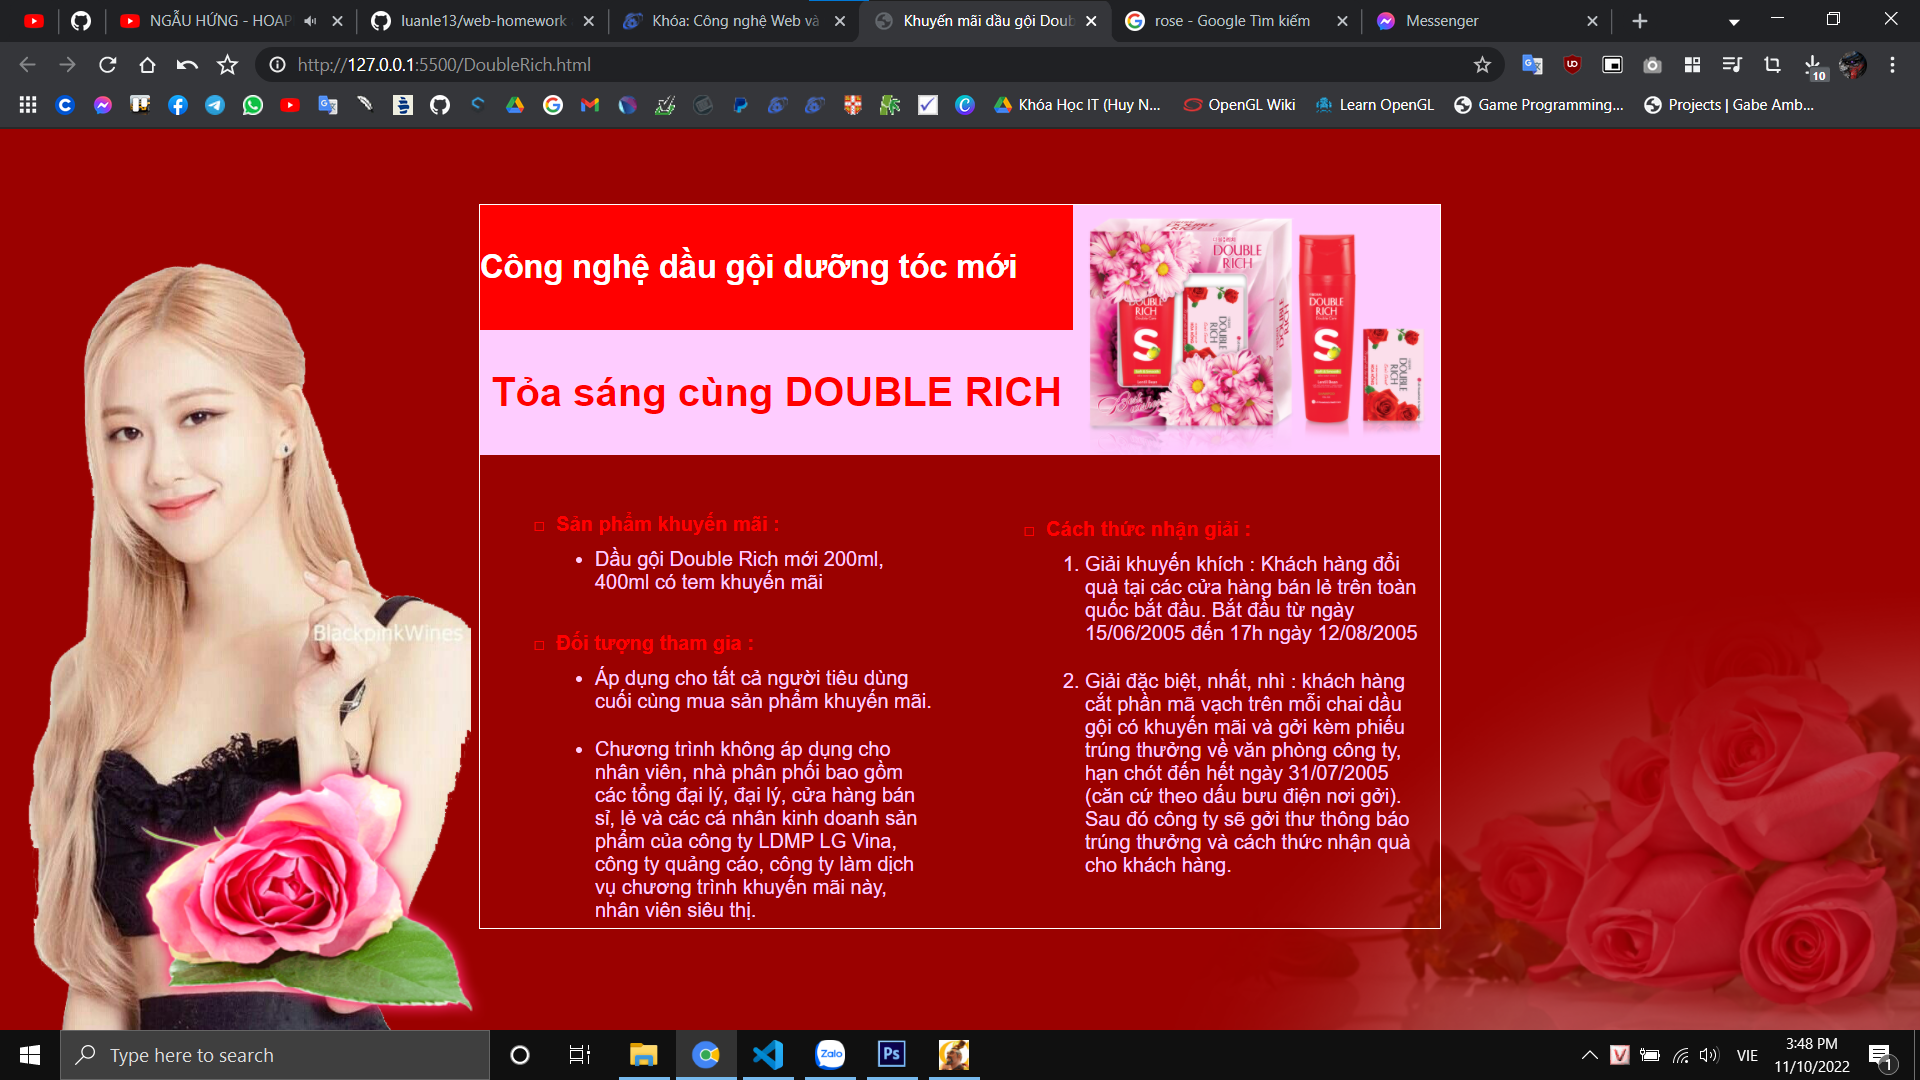 NGẪU HỨNG - HOAP
luanle13/web-homework
Khóa: Công nghệ Web và
Khuyến mãi dầu gội Doub
rose - Google Tìm kiếm
Messenger
http://127.0.0.1:5500/DoubleRich.html
10
Khóa Học IT (Huy N...
OpenGL Wiki
Learn OpenGL
Game Programming...
Projects | Gabe Amb...
Công nghệ dầu gội dưỡng tóc mới
Tỏa sáng cùng DOUBLE RICH
DOUBLE
RICH
DOUBLE
RICH
S
DOUBLE
RICH
DOUBLE
RICH
S
DOUBLE
RICH
Sản phẩm khuyến mãi :
Dầu gội Double Rich mới 200ml,
400ml có tem khuyến mãi
Đối tượng tham gia :
Áp dụng cho tất cả người tiêu dùng
cuối cùng mua sản phẩm khuyến mãi.
Chương trình không áp dụng cho
nhân viên, nhà phân phối bao gồm
các tổng đại lý, đại lý, cửa hàng bán
sỉ, lẻ và các cá nhân kinh doanh sản
phẩm của công ty LDMP LG Vina,
công ty quảng cáo, công ty làm dịch
vụ chương trình khuyến mãi này,
nhân viên siêu thị.
Cách thức nhận giải :
1. Giải khuyến khích : Khách hàng đổi
quà tại các cửa hàng bán lẻ trên toàn
quốc bắt đầu. Bắt đầu từ ngày
15/06/2005 đến 17h ngày 12/08/2005
2. Giải đặc biệt, nhất, nhì : khách hàng
cắt phần mã vạch trên mỗi chai dầu
gội có khuyến mãi và gởi kèm phiếu
trúng thưởng về văn phòng công ty,
hạn chót đến hết ngày 31/07/2005
(căn cứ theo dấu bưu điện nơi gởi).
Sau đó công ty sẽ gởi thư thông báo
trúng thưởng và cách thức nhận quà
cho khách hàng.
BlackpinkWines
Type here to search
Zalo
Ps
VIE
3:48 PM
11/10/2022
1